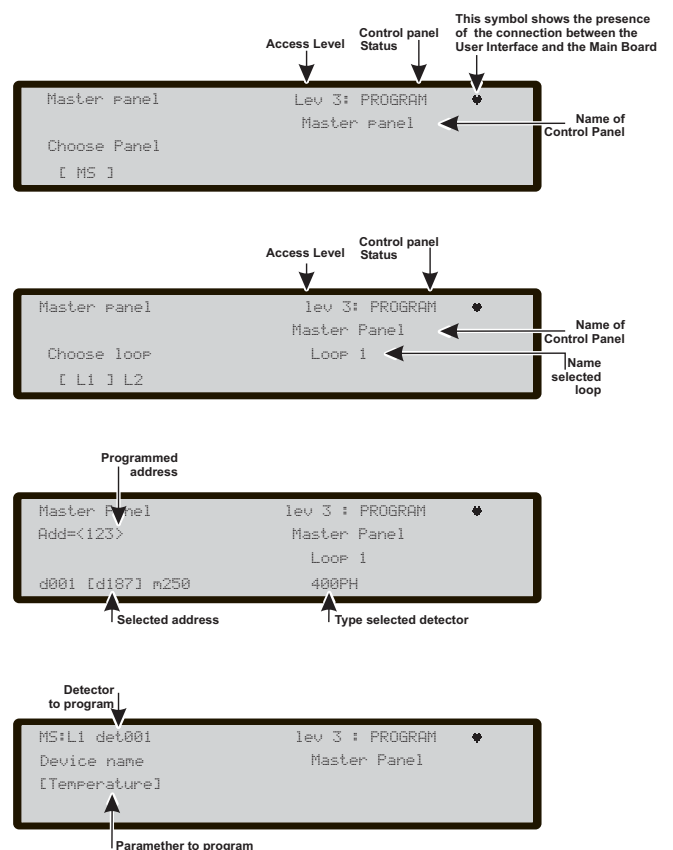 This symbol shows the presence
of the connection between the
User Interface and the Main Board
Access Level
Control panel
Status
Master panel Lev 3: PROGRAM ♥
Master panel
Name of
Control Panel
Choose Panel
[ MS ]
Access Level
Control panel
Status
Master panel lev 3: PROGRAM ♥
Master Panel
Name of
Control Panel
Choose loop Loop 1
Name
selected
loop
[ L1 ] L2
Programmed
address
Master Panel lev 3 : PROGRAM ♥
Add=<123> Master Panel
Loop 1
d001 [d187] m250 400PH
Selected address
Type selected detector
Detector
to program
MS:L1 det001 lev 3 : PROGRAM ♥
Device name Master Panel
[Temperature]
Paramether to program